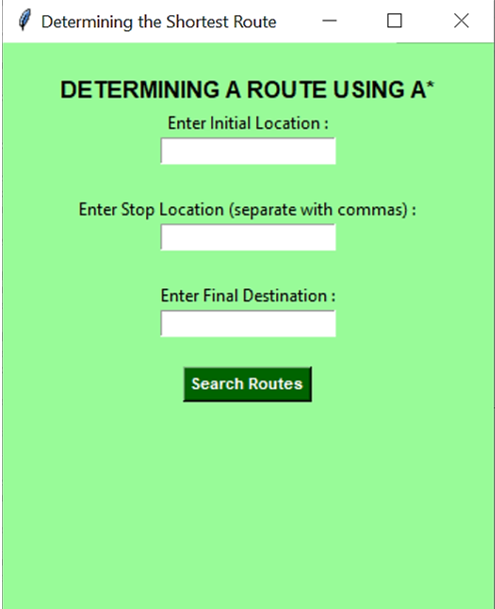 Determining the Shortest Route
DETERMINING A ROUTE USING A*
Enter Initial Location :
Enter Stop Location (separate with commas) :
Enter Final Destination :
Search Routes